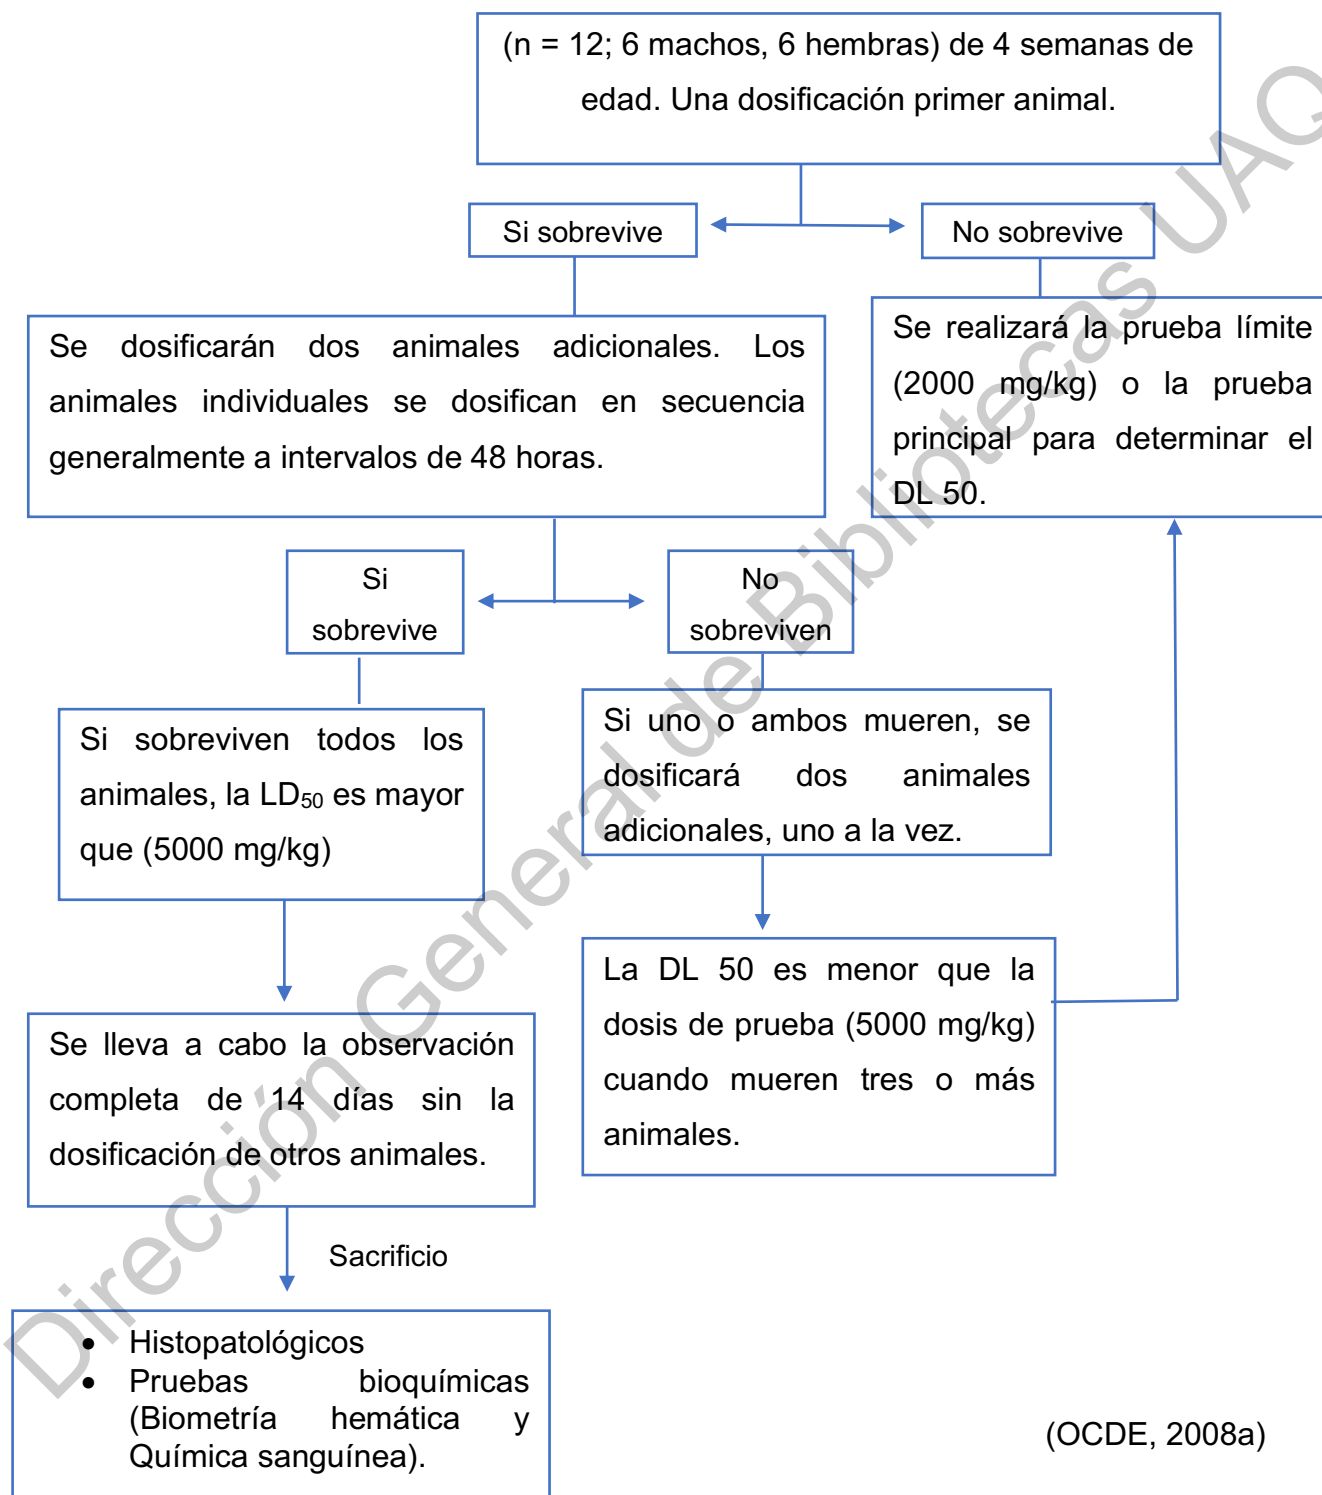 (n = 12; 6 machos, 6 hembras) de 4 semanas de
edad. Una dosificación primer animal.
Si sobrevive
No sobrevive
Se dosificarán dos animales adicionales. Los
animales individuales se dosifican en secuencia
generalmente a intervalos de 48 horas.
Se realizará la prueba límite
(2000 mg/kg) o la prueba
principal para determinar el
DL 50.
Si
sobrevive
No
sobreviven
Si sobreviven todos los
animales, la LD50 es mayor
que (5000 mg/kg)
Si uno o ambos mueren, se
dosificará dos animales
adicionales, uno a la vez.
La DL 50 es menor que la
dosis de prueba (5000 mg/kg)
cuando mueren tres o más
animales.
Se lleva a cabo la observación
completa de 14 días sin la
dosificación de otros animales.
Sacrificio
• Histopatológicos
• Pruebas bioquímicas
(Biometría hemática y
Química sanguínea).
(OCDE, 2008a)
Dirección General de Bibliotecas UAQ